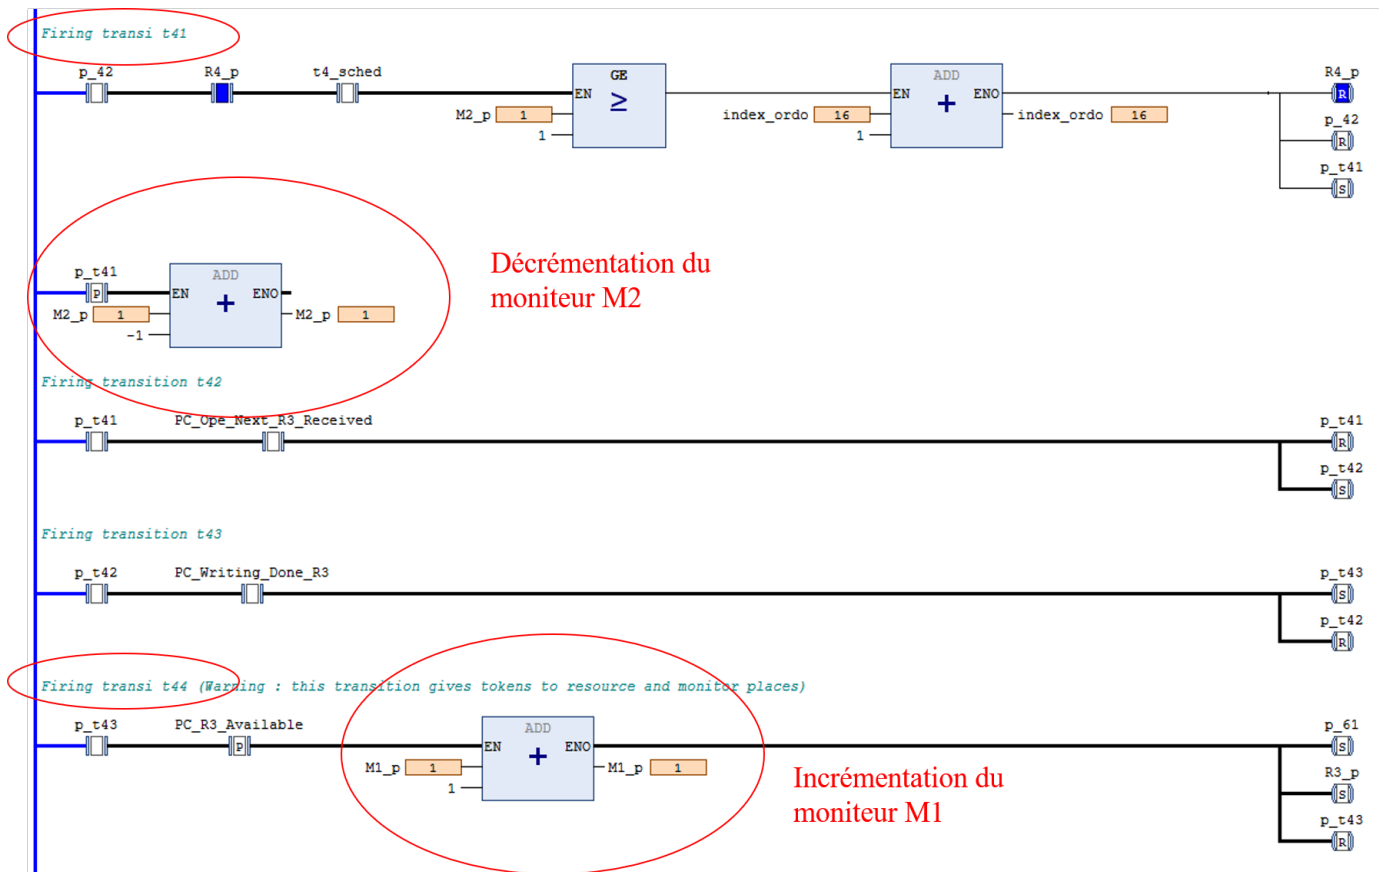 Firing transi t41
p_42 R4_p t4_sched GE ADD R4_p
EN ≥ EN + ENO R
M2_p 1 index_ordo 16 index_ordo 16 p_42
1 1 R
p_t41
S
p_t41 ADD
P EN + ENO
M2_p 1 M2_p 1
-1
Décrémentation du
moniteur M2
Firing transition t42
p_t41 PC_Ope_Next_R3_Received p_t41
R
p_t42
S
Firing transition t43
p_t42 PC_Writing_Done_R3 p_t43
S
p_t42
R
Firing transi t44 (Warning : this transition gives tokens to resource and monitor places)
p_t43 PC_R3_Available ADD p_61
P EN + ENO S
M1_p 1 M1_p 1 R3_p
1 S
p_t43
R
Incrémentation du
moniteur M1